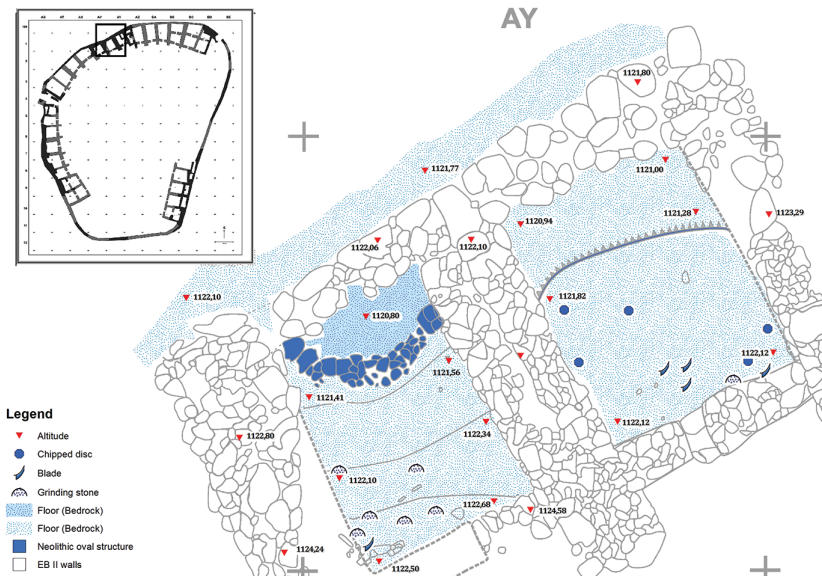 AY
1121,80
1121,00
1121,77
1121,28
1123,29
1120,94
1122,06
1122,10
1122,10
1121,82
1120,80
1121,56
1122,12
1121,41
1122,34
1122,12
1122,80
1122,10
1122,68
1124,58
1124,24
1122,50
Legend
Altitude
Chipped disc
Blade
Grinding stone
Floor (Bedrock)
Floor (Bedrock)
Neolithic oval structure
EB II walls